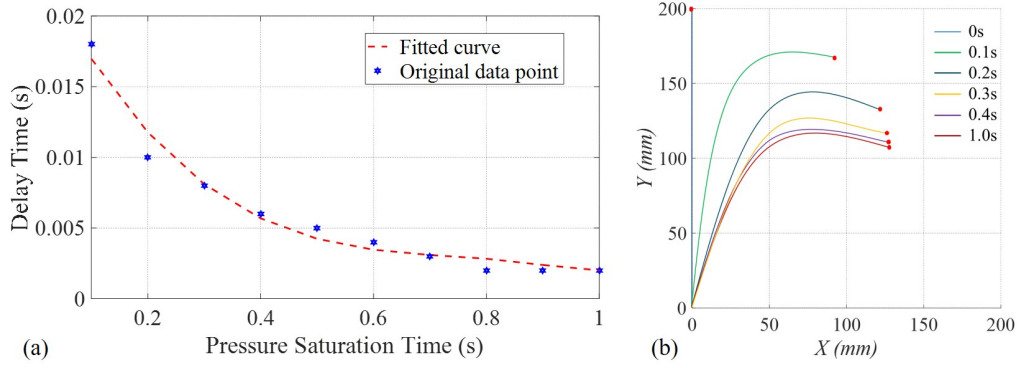 0.02
0.015
0.01
0.005
0
Delay Time (s)
Fitted curve
Original data point
0.2
0.4
0.6
0.8
1
Pressure Saturation Time (s)
(a)
200
150
100
50
0
Y (mm)
0s
0.1s
0.2s
0.3s
0.4s
1.0s
0
50
100
150
200
X (mm)
(b)